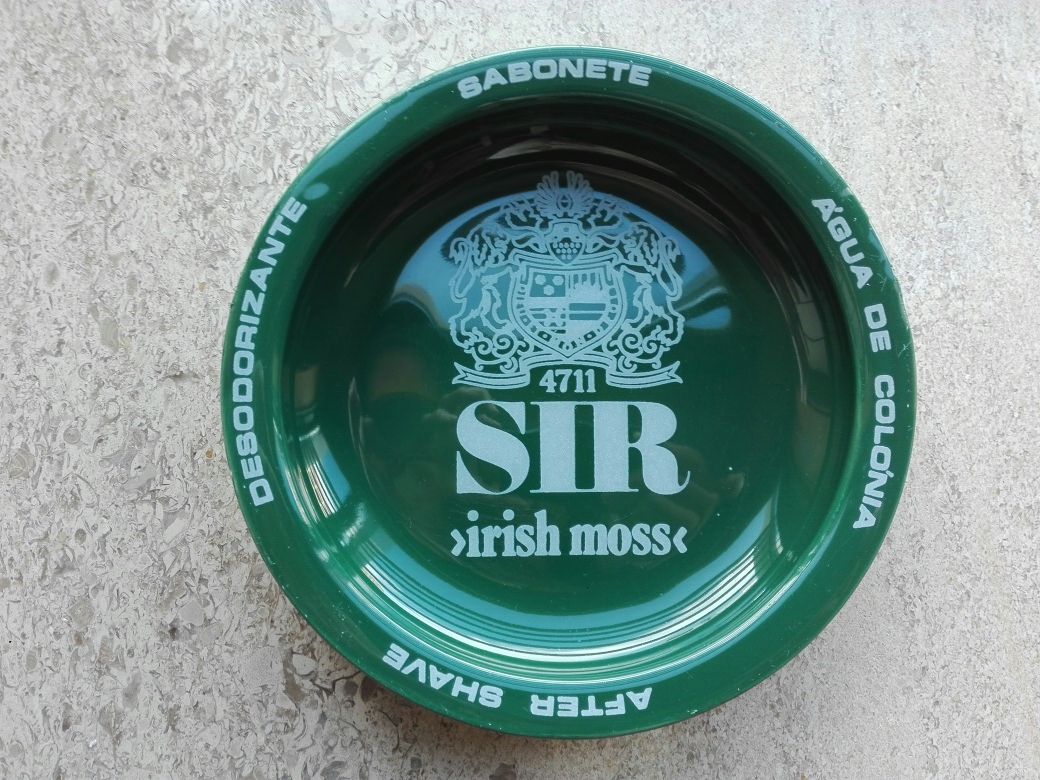 SABONETE
ÁGUA DE COLÓNIA
AFTER SHAVE
DESODORIZANTE
4711
SIR
›irish moss‹